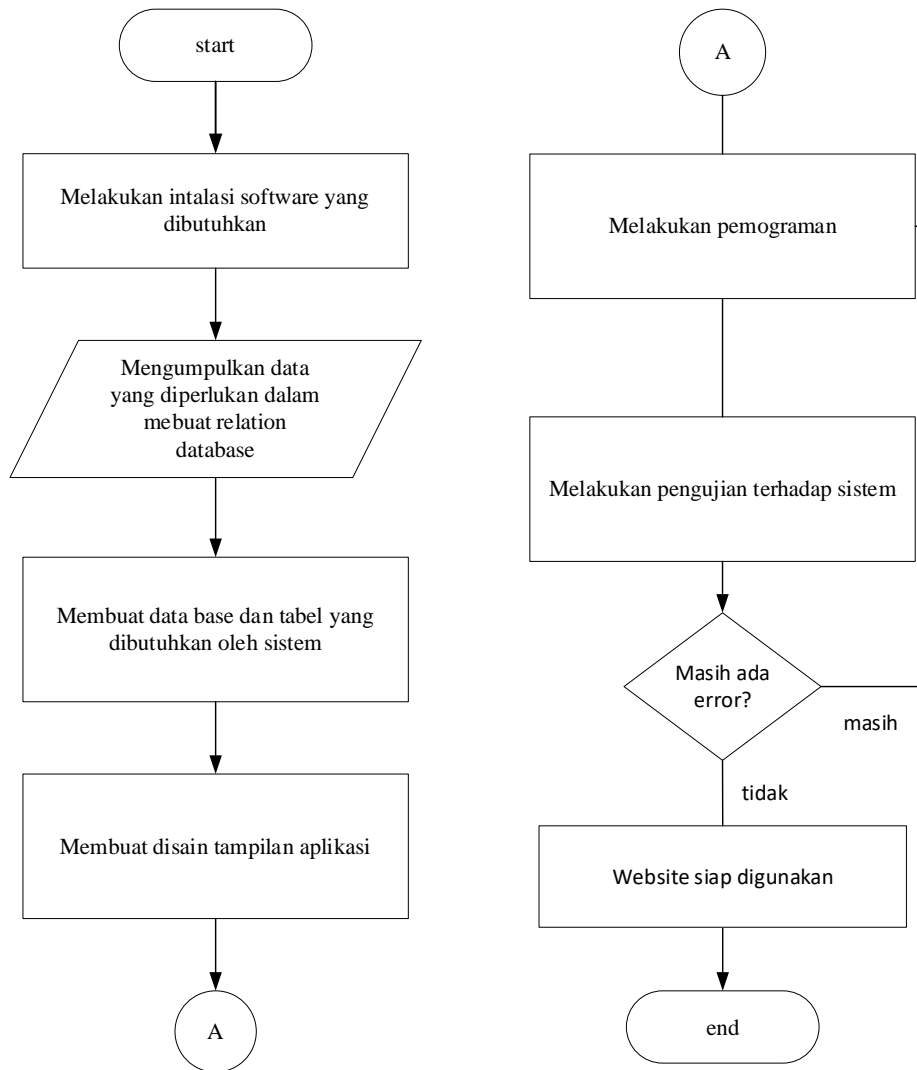 start
Melakukan intalasi software yang
dibutuhkan
Mengumpulkan data
yang diperlukan dalam
mebuat relation
database
Membuat data base dan tabel yang
dibutuhkan oleh sistem
Membuat disain tampilan aplikasi
A
A
Melakukan pemograman
Melakukan pengujian terhadap sistem
Masih ada
error?
masih
tidak
Website siap digunakan
end